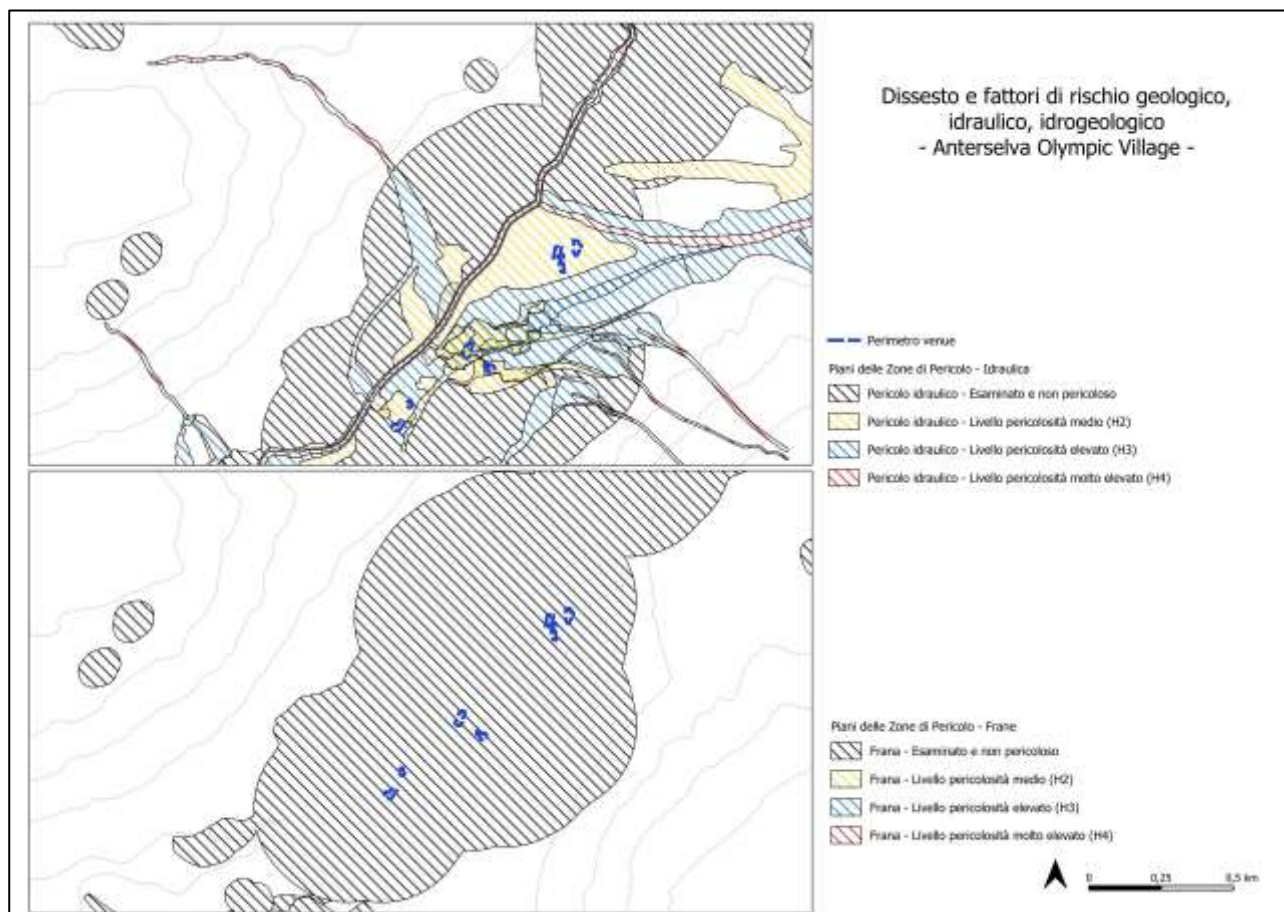 Dissesto e fattori di rischio geologico,
idraulico, idrogeologico
- Anterselva Olympic Village -
Perimetro venue
Piani delle Zone di Pericolo - Idraulica
Pericolo idraulico - Esaminato e non pericoloso
Pericolo idraulico - Livello pericolosità medio (H2)
Pericolo idraulico - Livello pericolosità elevato (H3)
Pericolo idraulico - Livello pericolosità molto elevato (H4)
Piani delle Zone di Pericolo - Frane
Frana - Esaminato e non pericoloso
Frana - Livello pericolosità medio (H2)
Frana - Livello pericolosità elevato (H3)
Frana - Livello pericolosità molto elevato (H4)
0 0,25 0,5 km